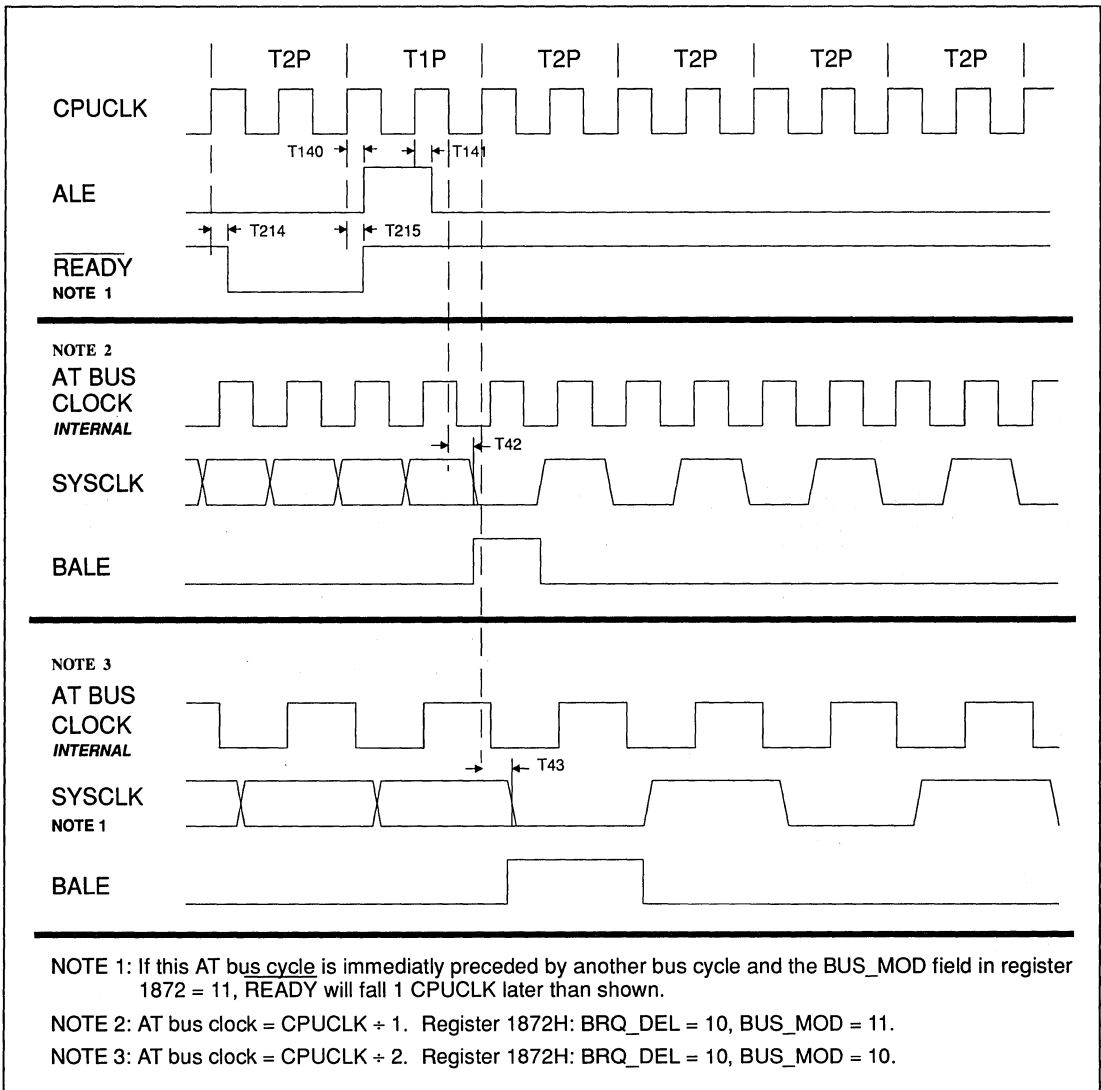 T2P T1P T2P T2P T2P T2P
CPUCLK
T140 T141
ALE
T214 T215
READY
NOTE 1
NOTE 2
AT BUS
CLOCK
INTERNAL
T42
SYSCLK
BALE
NOTE 3
AT BUS
CLOCK
INTERNAL
T43
SYSCLK
NOTE 1
BALE
NOTE 1: If this AT bus cycle is immediatly preceded by another bus cycle and the BUS_MOD field in register
1872 = 11, READY will fall 1 CPUCLK later than shown.
NOTE 2: AT bus clock = CPUCLK ÷ 1. Register 1872H: BRQ_DEL = 10, BUS_MOD = 11.
NOTE 3: AT bus clock = CPUCLK ÷ 2. Register 1872H: BRQ_DEL = 10, BUS_MOD = 10.